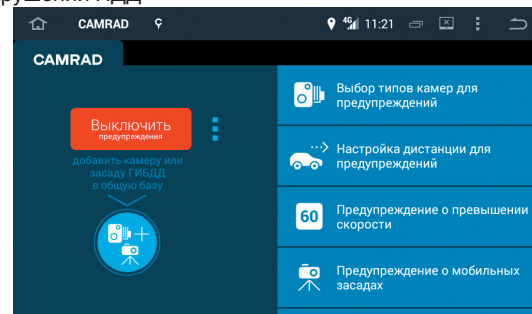 CAMRAD
4G
11:21
CAMRAD
Выключить
предупреждения
добавить камеру или
засаду ГИБДД
в общую базу
Выбор типов камер для
предупреждений
Настройка дистанции для
предупреждений
60
Предупреждение о превышении
скорости
Предупреждение о мобильных
засадах